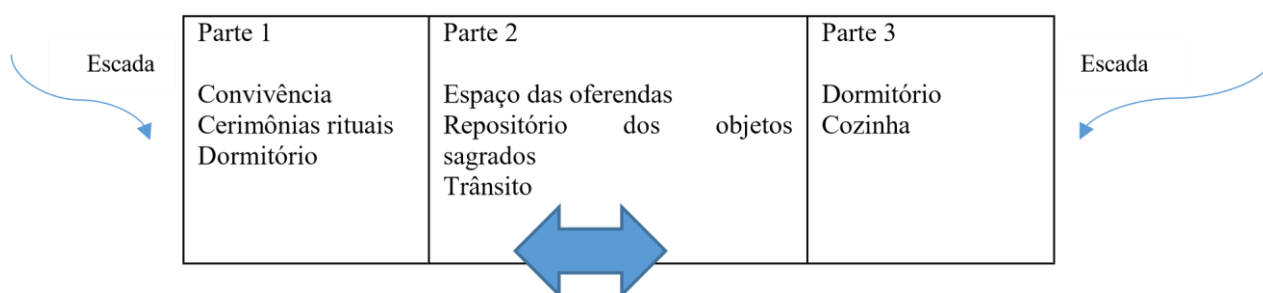 Escada
Parte 1
Convivência
Cerimônias rituais
Dormitório
Parte 2
Espaço das oferendas
Repositório dos objetos
sagrados
Trânsito
Parte 3
Dormitório
Cozinha
Escada